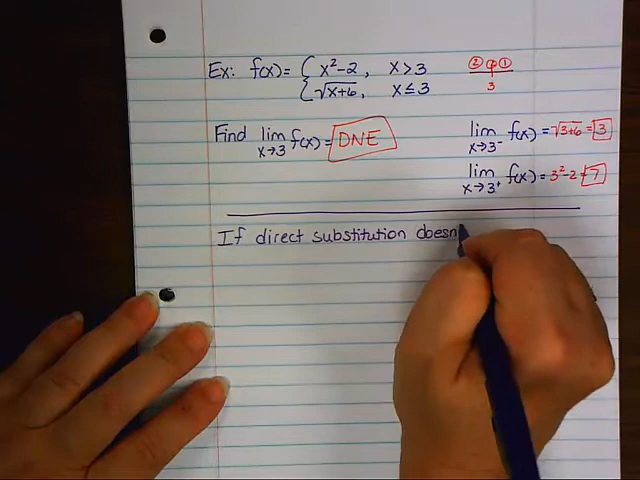 Ex: f(x) = { x²-2, x>3
√x+6, x≤3
② ①
3
Find lim f(x) = DNE
x→3
lim f(x) = √3+6 = 3
x→3⁻
lim f(x) = 3²-2 = 7
x→3⁺
If direct substitution doesn